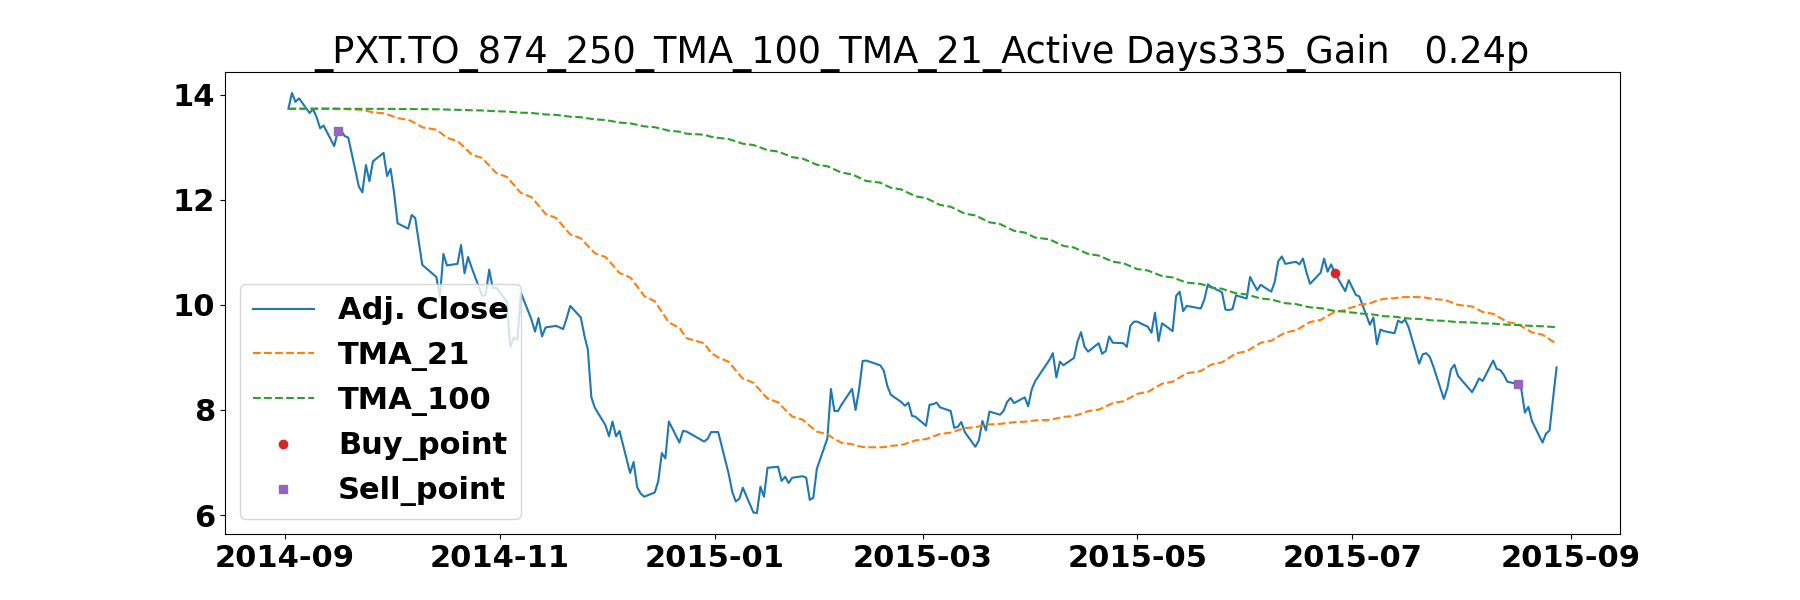 _PXT.TO_874_250_TMA_100_TMA_21_Active Days335_Gain   0.24p
14
12
10
8
6
Adj. Close
TMA_21
TMA_100
Buy_point
Sell_point
2014-09 2014-11 2015-01 2015-03 2015-05 2015-07 2015-09